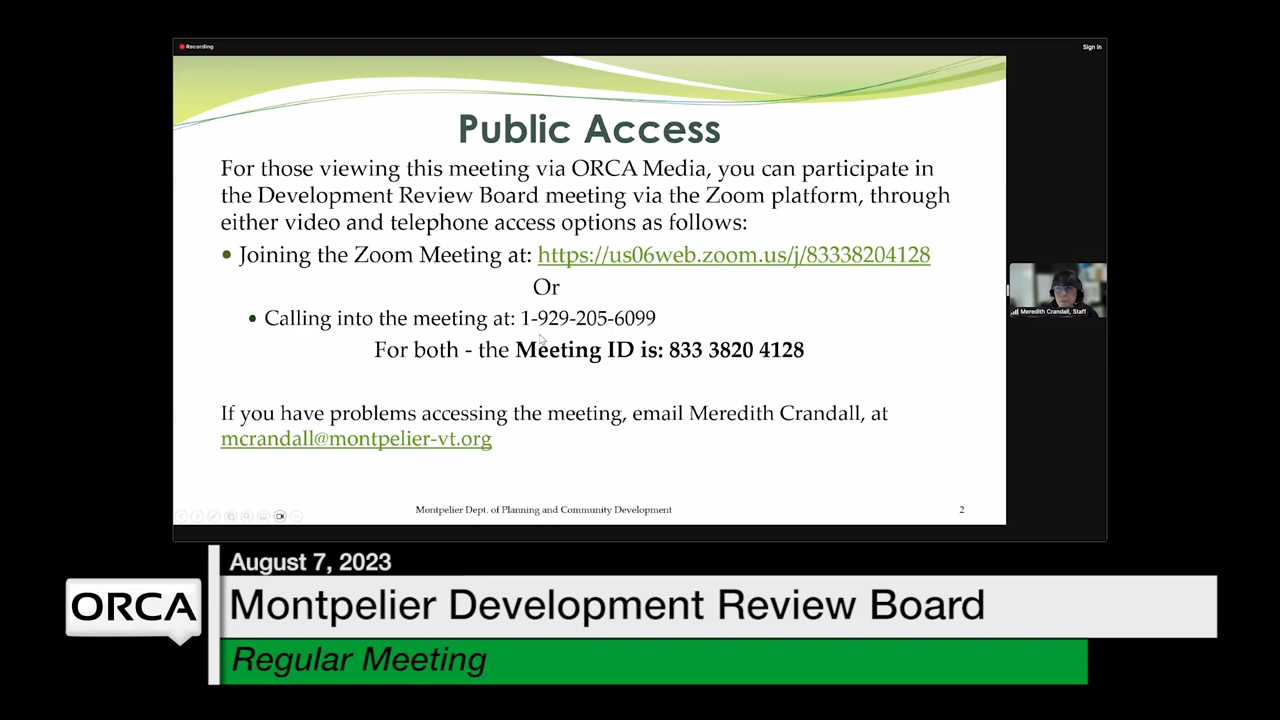 Recording
Sign in
Public Access
For those viewing this meeting via ORCA Media, you can participate in
the Development Review Board meeting via the Zoom platform, through
either video and telephone access options as follows:
• Joining the Zoom Meeting at: https://us06web.zoom.us/j/83338204128
Or
• Calling into the meeting at: 1-929-205-6099
For both - the Meeting ID is: 833 3820 4128
Meredith Crandall, Staff
If you have problems accessing the meeting, email Meredith Crandall, at
mcrandall@montpelier-vt.org
Montpelier Dept. of Planning and Community Development
2
August 7, 2023
ORCA
Montpelier Development Review Board
Regular Meeting